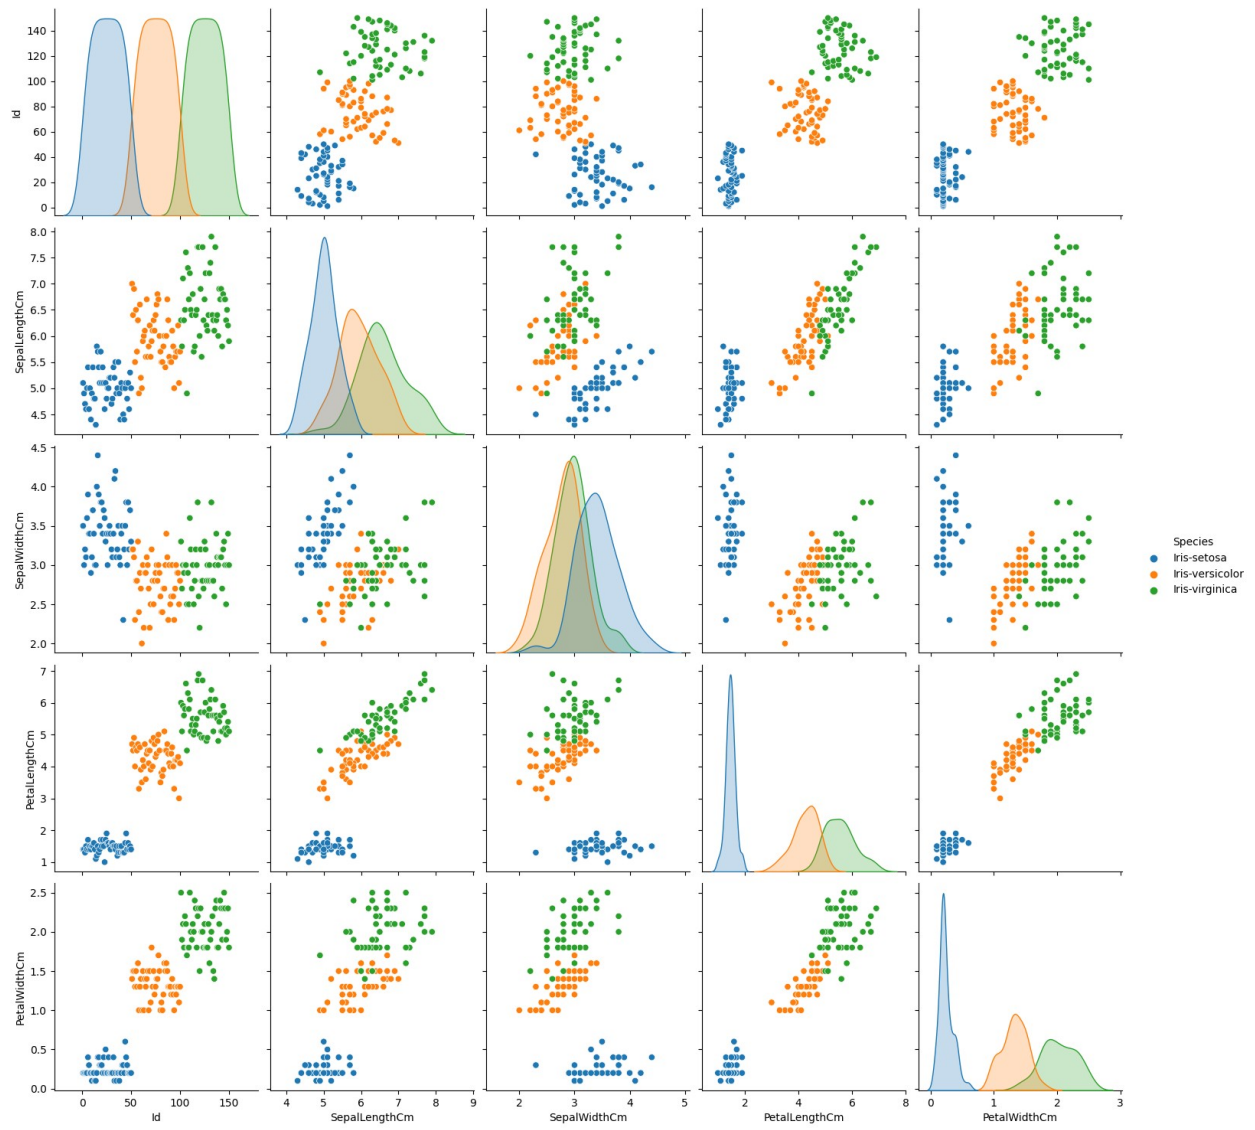 140
120
100
80
60
40
20
0
Id
8.0
7.5
7.0
6.5
6.0
5.5
5.0
4.5
SepalLengthCm
4.5
4.0
3.5
3.0
2.5
2.0
SepalWidthCm
Species
Iris-setosa
Iris-versicolor
Iris-virginica
7
6
5
4
3
2
1
PetalLengthCm
2.5
2.0
1.5
1.0
0.5
0.0
PetalWidthCm
0 50 100 150
Id
4 5 6 7 8 9
SepalLengthCm
2 3 4 5
SepalWidthCm
2 4 6 8
PetalLengthCm
0 1 2 3
PetalWidthCm